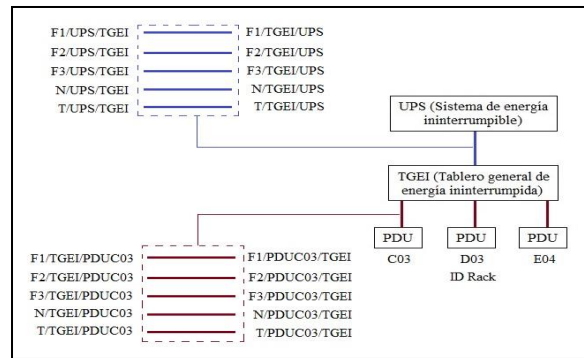 F1/UPS/TGEI F1/TGEI/UPS
F2/UPS/TGEI F2/TGEI/UPS
F3/UPS/TGEI F3/TGEI/UPS
N/UPS/TGEI N/TGEI/UPS
T/UPS/TGEI T/TGEI/UPS
UPS (Sistema de energía
ininterrumpible)
TGEI (Tablero general de
energía ininterrumpida)
PDU PDU PDU
C03 D03 E04
ID Rack
F1/TGEI/PDUC03 F1/PDUC03/TGEI
F2/TGEI/PDUC03 F2/PDUC03/TGEI
F3/TGEI/PDUC03 F3/PDUC03/TGEI
N/TGEI/PDUC03 N/PDUC03/TGEI
T/TGEI/PDUC03 T/PDUC03/TGEI